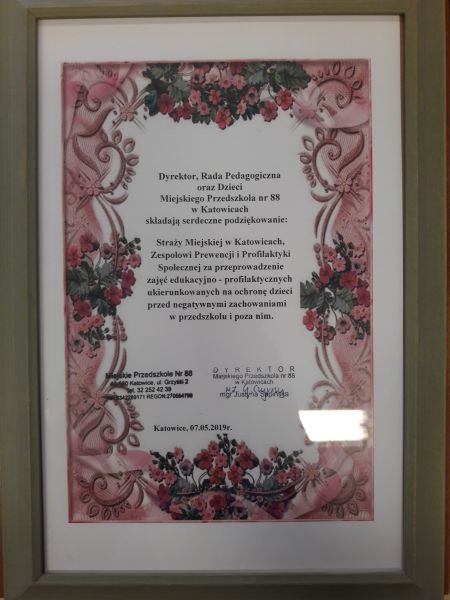 Dyrektor, Rada Pedagogiczna
oraz Dzieci
Miejskiego Przedszkola nr 88
w Katowicach
składają serdeczne podziękowanie:
Straży Miejskiej w Katowicach,
Zespołowi Prewencji i Profilaktyki
Społecznej za przeprowadzenie
zajęć edukacyjno - profilaktycznych
ukierunkowanych na ochronę dzieci
przed negatywnymi zachowaniami
w przedszkolu i poza nim.
Miejskie Przedszkole Nr 88
Katowice, ul. Grzyśki 2
tel. 32 252 42 39
REGON:
DYREKTOR
Miejskiego Przedszkola nr 88
w Katowicach
mgr Justyna
Katowice, 07.05.2019r.